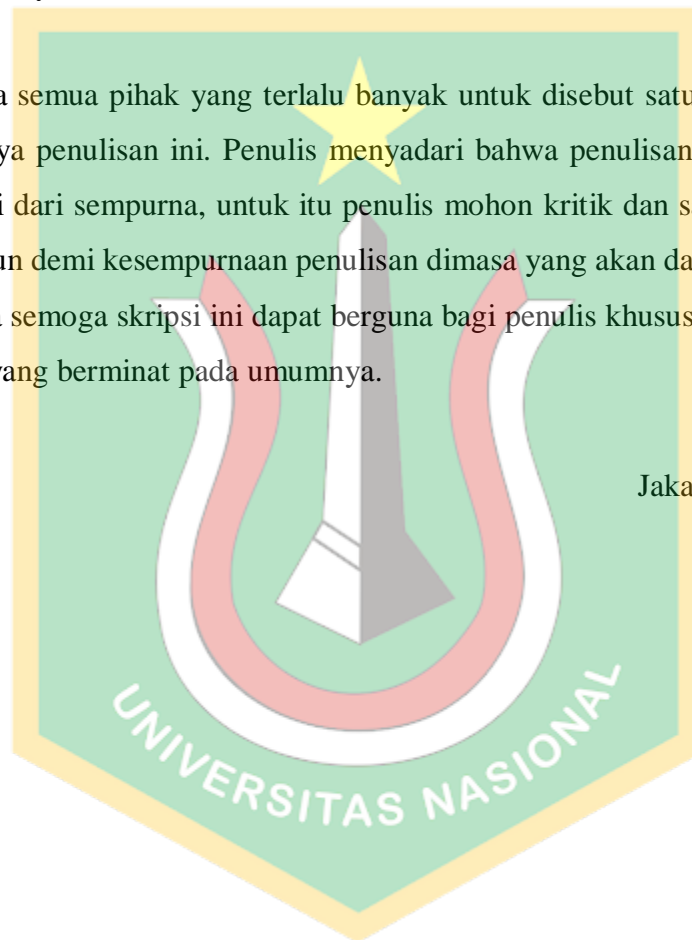 a semua pihak yang terlalu banyak untuk disebut satu
ya penulisan ini. Penulis menyadari bahwa penulisan
i dari sempurna, untuk itu penulis mohon kritik dan s
un demi kesempurnaan penulisan dimasa yang akan da
a semoga skripsi ini dapat berguna bagi penulis khusus
yang berminat pada umumnya.
Jaka
UNIVERSITAS NASIONAL